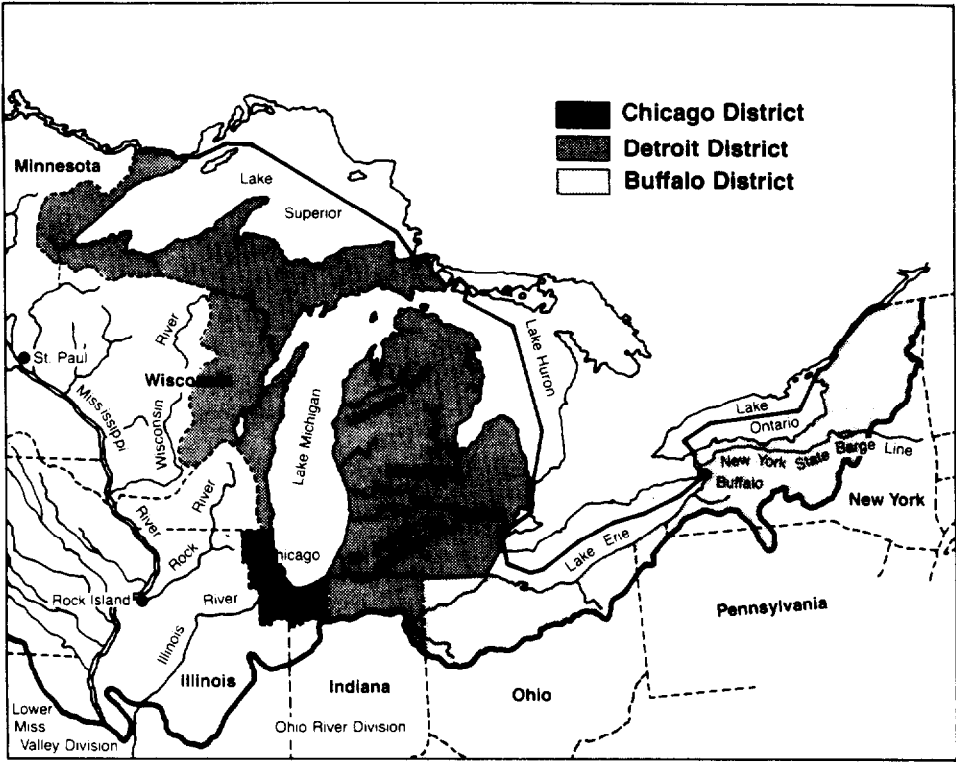 Chicago District
Detroit District
Buffalo District
Minnesota
Lake
Superior
St. Paul
River
Wisconsin
Mississippi
Wisconsin
River
River
Rock
Lake Michigan
Lake Huron
Lake
Ontario
New York State Barge Line
Buffalo
New York
Lake Erie
Chicago
Rock Island
River
Illinois
Illinois
Indiana
Ohio
Pennsylvania
Lower
Miss
Valley Division
Ohio River Division